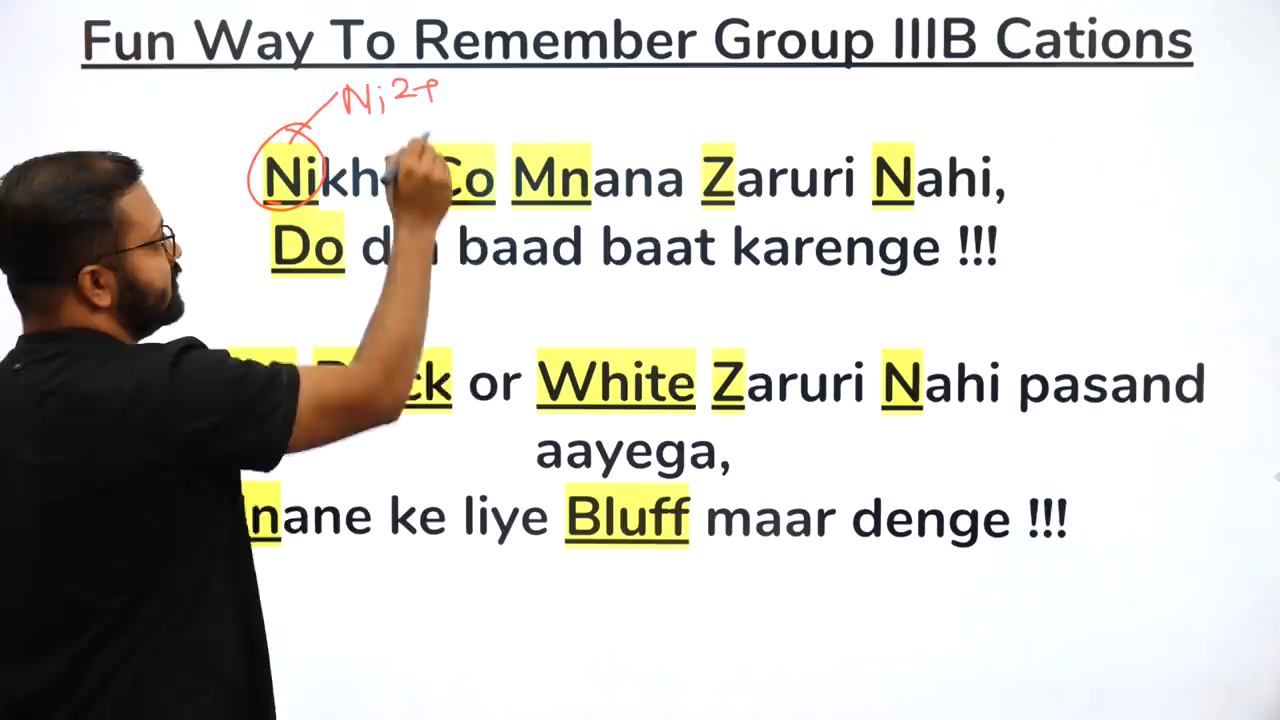 Fun Way To Remember Group IIIB Cations
Ni2+
Co Mnana Zaruri Nahi,
Do baad baat karenge !!!
or White Zaruri Nahi pasand
aayega,
ke liye Bluff maar denge !!!